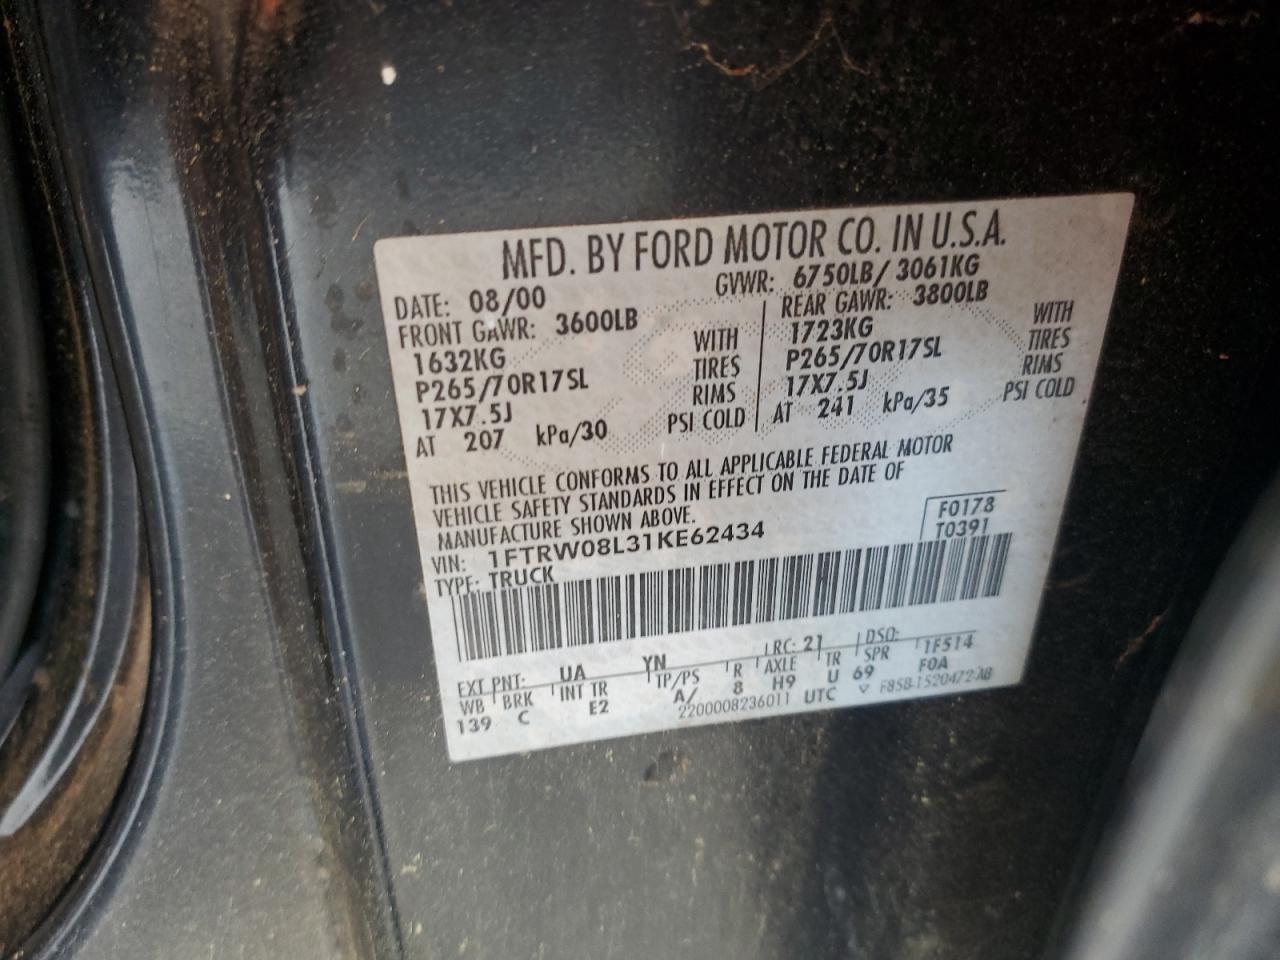 MFD. BY FORD MOTOR CO. IN U.S.A.
DATE: 08/00 GVWR: 6750LB/ 3061KG
FRONT GAWR: 3600LB REAR GAWR: 3800LB
1632KG WITH 1723KG WITH
P265/70R17SL TIRES P265/70R17SL TIRES
17X7.5J RIMS 17X7.5J RIMS
AT 207 kPa/30 PSI COLD AT 241 kPa/35 PSI COLD
THIS VEHICLE CONFORMS TO ALL APPLICABLE FEDERAL MOTOR
VEHICLE SAFETY STANDARDS IN EFFECT ON THE DATE OF
MANUFACTURE SHOWN ABOVE.
F0178
VIN: 1FTRW08L31KE62434 T0391
TYPE: TRUCK
EXT PNT: UA YN RC: 21 DSO: 1F514
WB BRK INT TR TP/PS R AXLE TR SPR F0A
139 C E2 A/ 8 H9 U 69
2200008236011 UTC ▽ F85B-1520472-AB